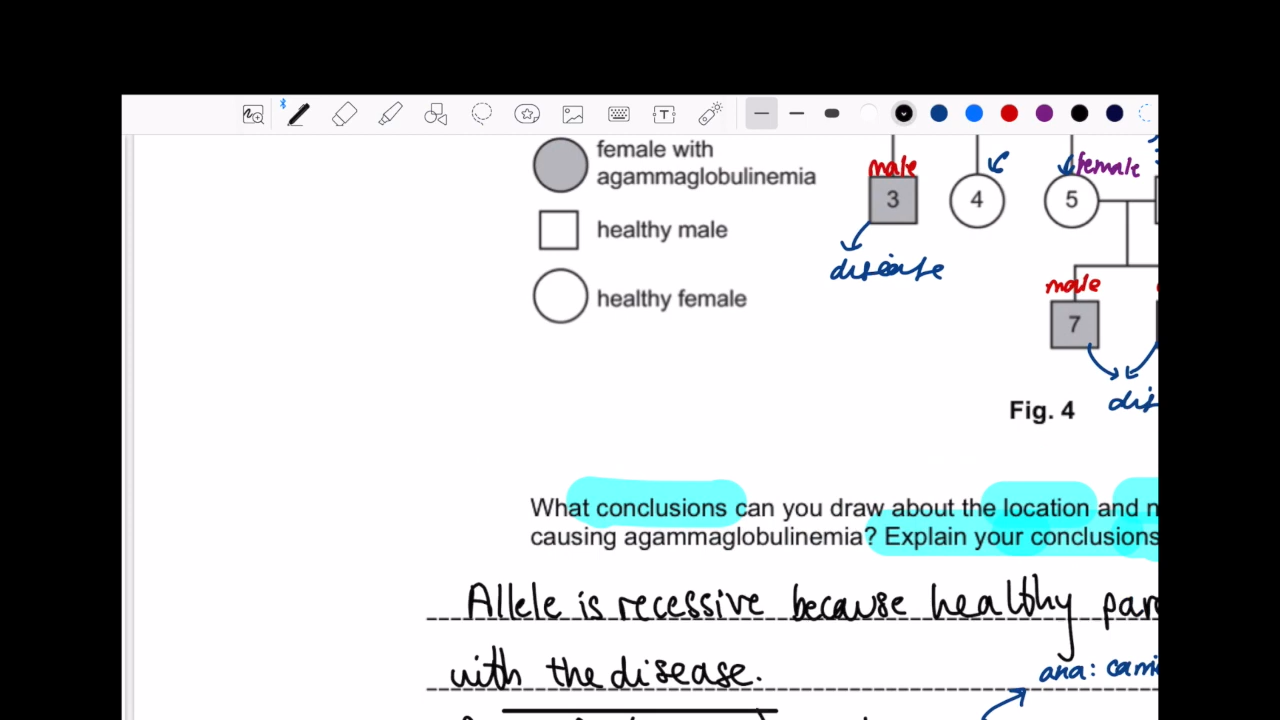 female with
agammaglobulinemia
healthy male
healthy female
male
female
3
4
5
disease
male
7
Fig. 4
What conclusions can you draw about the location and
causing agammaglobulinemia? Explain your conclusions
Allele is recessive because healthy
with the disease.
ana: